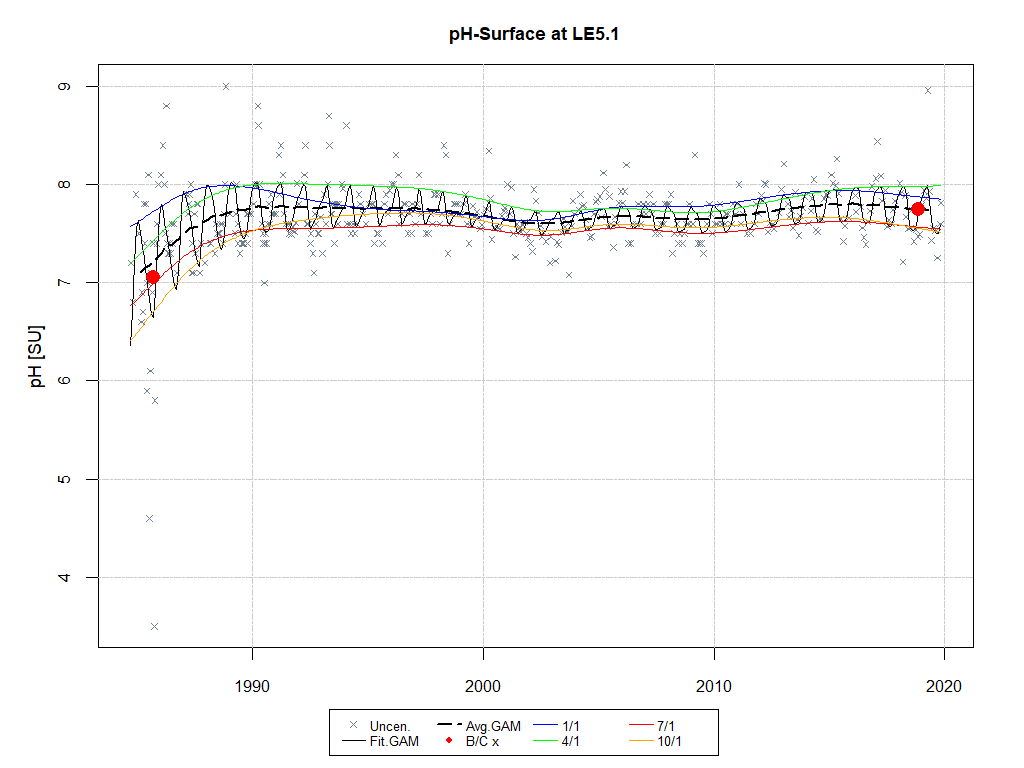 pH-Surface at LE5.1
pH [SU]
9
8
7
6
5
4
1990 2000 2010 2020
Uncen. Avg.GAM 1/1 7/1
Fit.GAM B/C x 4/1 10/1